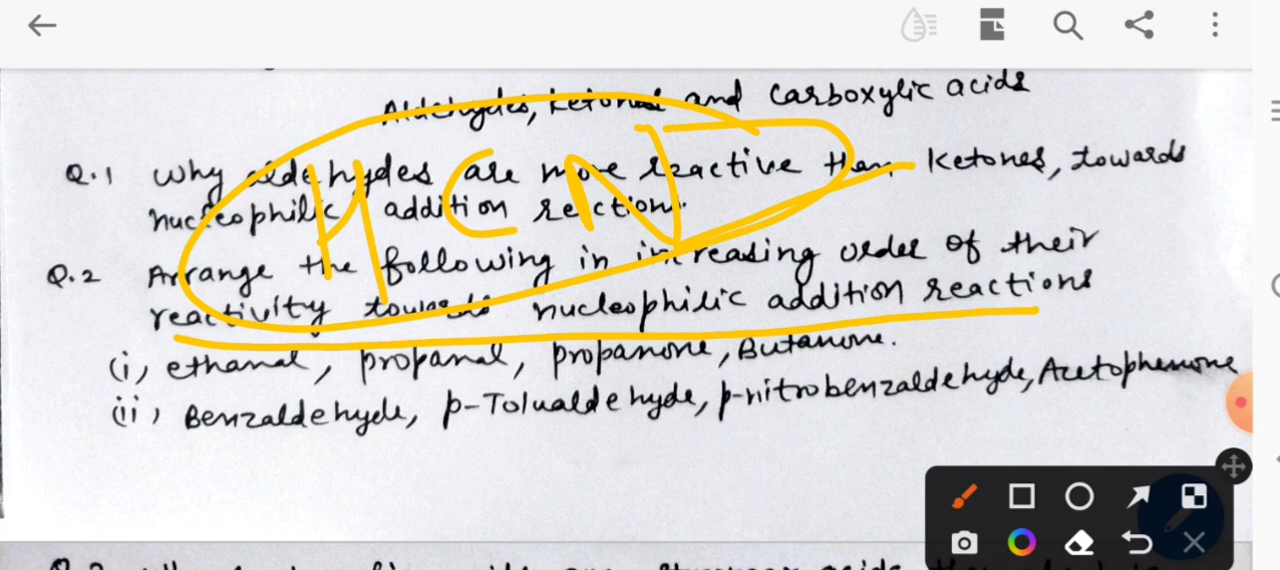 Aldehydes, Ketones and carboxylic acids
Q.1 Why aldehydes are more reactive than ketones, towards
nucleophilic addition reactions.
HCN
Q.2 Arrange the following in increasing order of their
reactivity towards nucleophilic addition reactions
(i) ethanal, propanal, propanone, Butanone.
(ii) Benzaldehyde, p-Tolualdehyde, p-nitrobenzaldehyde, Acetophenone